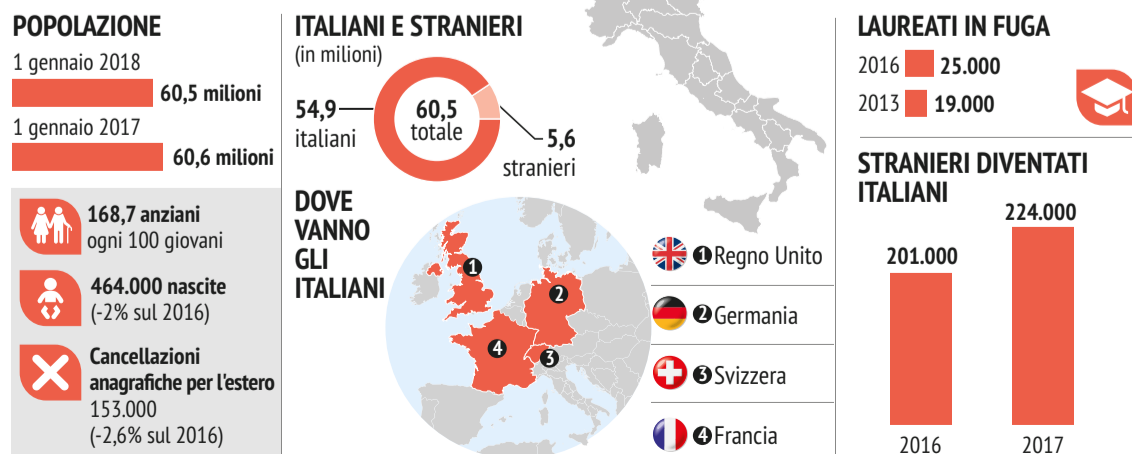 POPOLAZIONE
1 gennaio 2018
60,5 milioni
1 gennaio 2017
60,6 milioni
168,7 anziani
ogni 100 giovani
464.000 nascite
(-2% sul 2016)
Cancellazioni
anagrafiche per l'estero
153.000
(-2,6% sul 2016)
ITALIANI E STRANIERI
(in milioni)
54,9
italiani
60,5
totale
5,6
stranieri
DOVE
VANNO
GLI
ITALIANI
1
2
3
4
1 Regno Unito
2 Germania
3 Svizzera
4 Francia
LAUREATI IN FUGA
2016 25.000
2013 19.000
STRANIERI DIVENTATI
ITALIANI
201.000
224.000
2016
2017